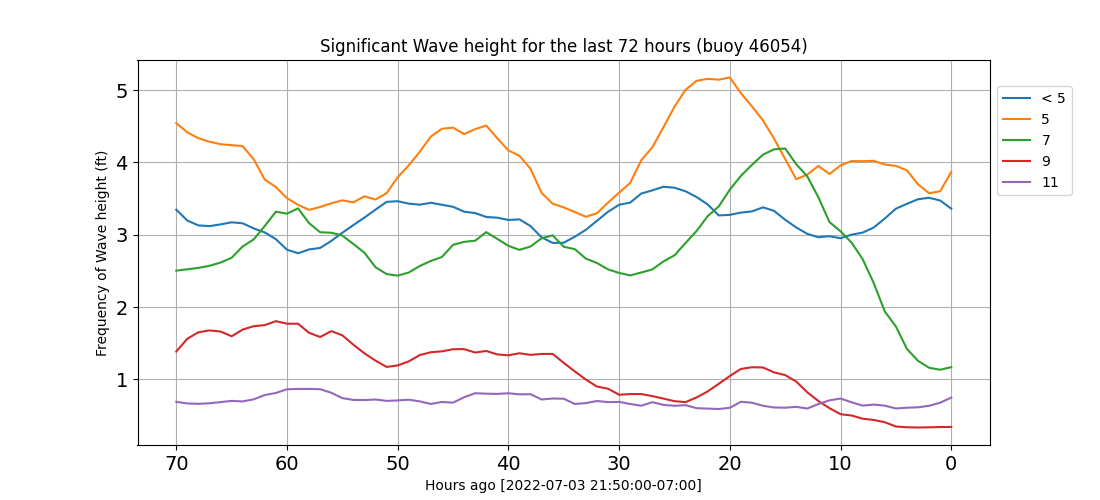 Significant Wave height for the last 72 hours (buoy 46054)
Frequency of Wave height (ft)
5
4
3
2
1
70 60 50 40 30 20 10 0
Hours ago [2022-07-03 21:50:00-07:00]
< 5
5
7
9
11